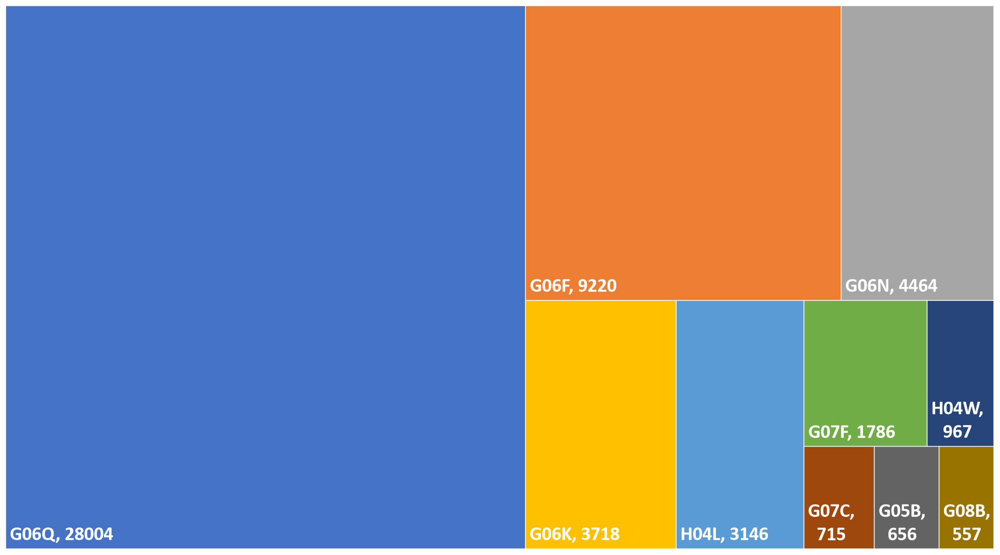 G06Q, 28004
G06F, 9220
G06N, 4464
G06K, 3718
H04L, 3146
G07F, 1786
H04W,
967
G07C,
715
G05B,
656
G08B,
557